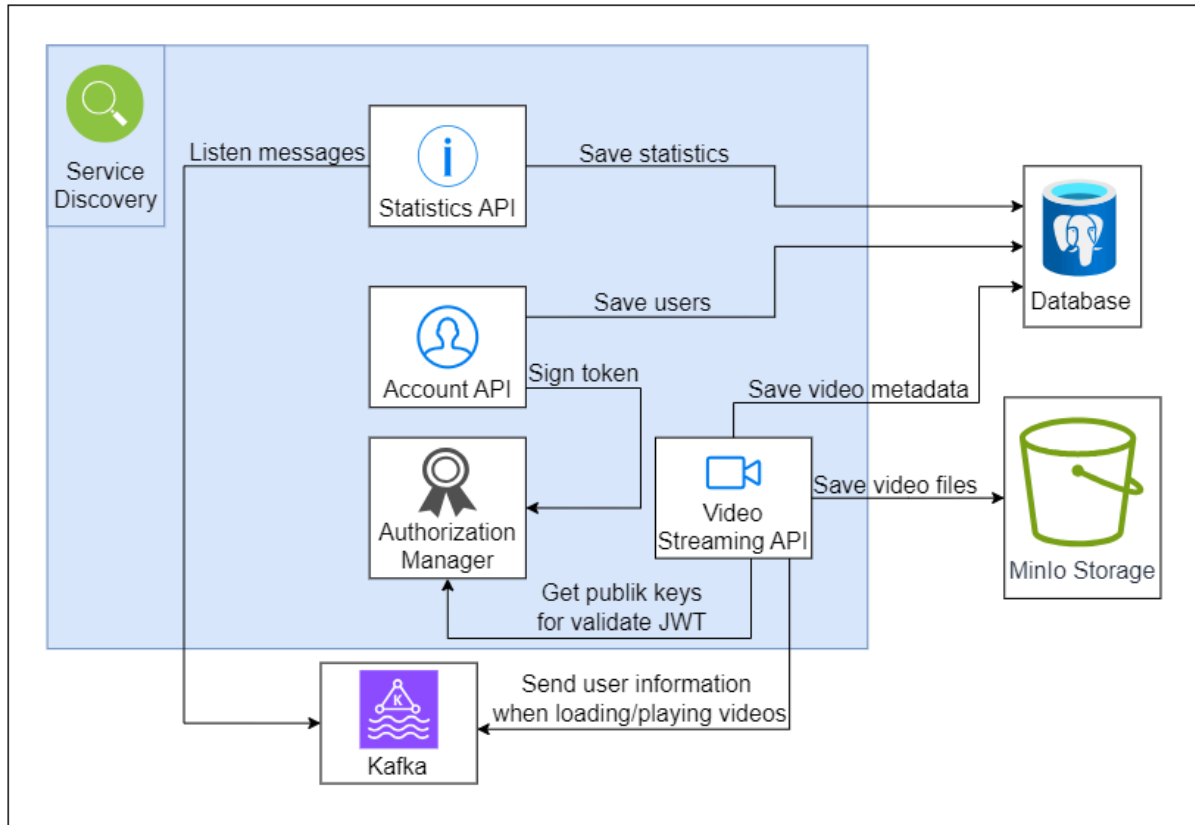 Service
Discovery
Listen messages
Statistics API
Save statistics
Database
Account API
Save users
Sign token
Save video metadata
Authorization
Manager
Video
Streaming API
Save video files
MinIo Storage
Get publik keys
for validate JWT
K
Kafka
Send user information
when loading/playing videos